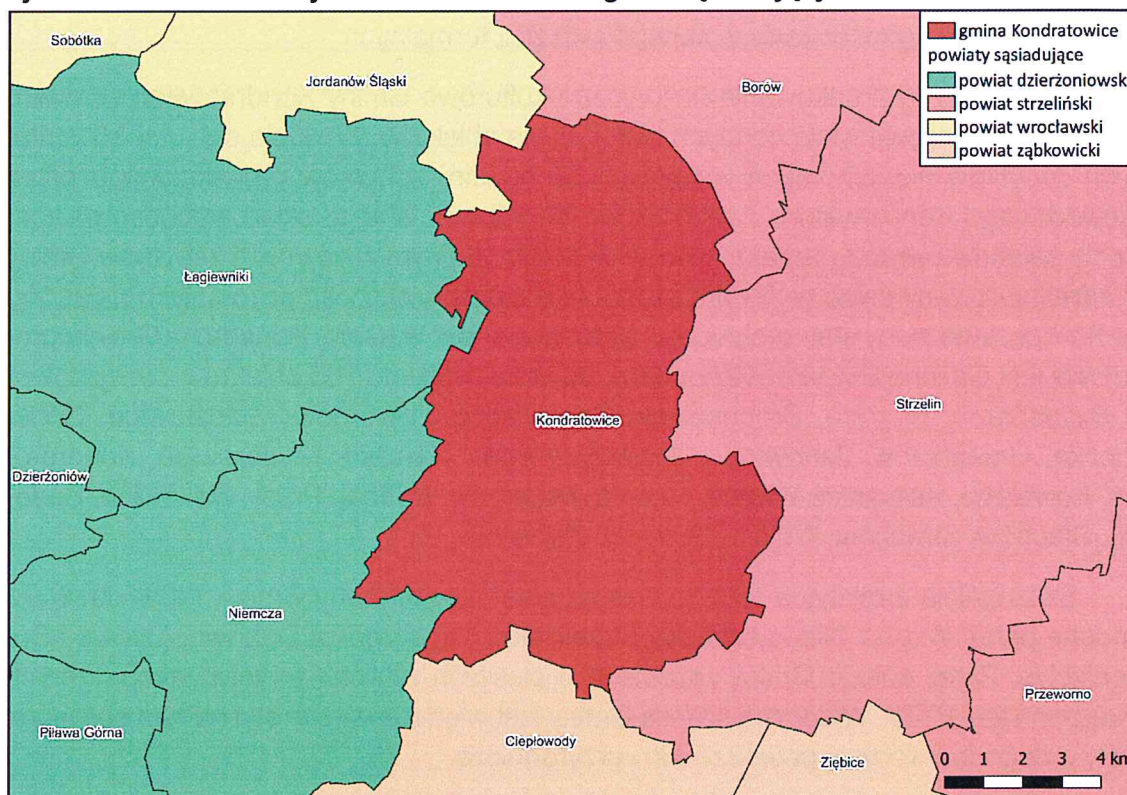 gmina Kondratowice
powiaty sąsiadujące
powiat dzierżoniowsk
powiat strzeliński
powiat wrocławski
powiat ząbkowicki
Sobótka
Jordanów Śląski
Borów
Łagiewniki
Kondratowice
Strzelin
Dzierżoniów
Niemcza
Przeworno
Piława Górna
Ciepłowody
Ziębice
0 1 2 3 4 km